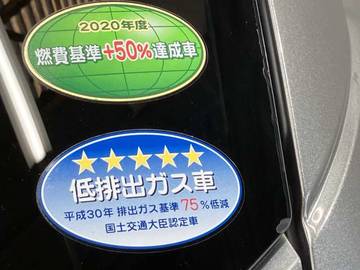 2020年度
燃費基準+50%達成車
★★★★★
低排出ガス車
平成30年 排出ガス基準 75%低減
国土交通大臣認定車